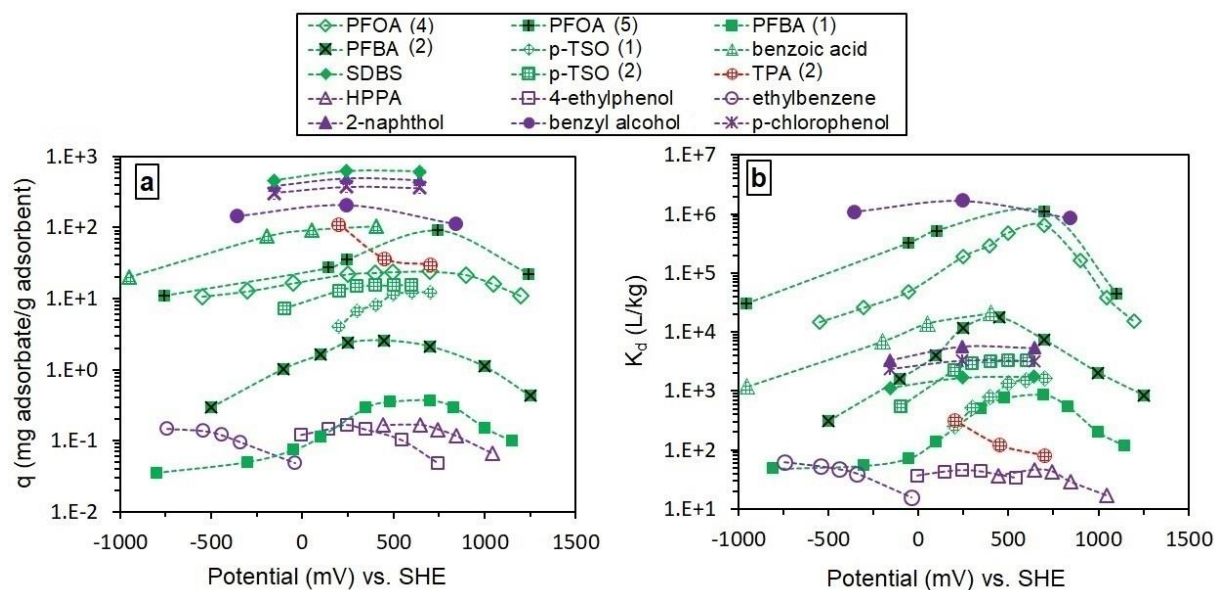 PFOA (4) PFOA (5) PFBA (1)
PFBA (2) p-TSO (1) benzoic acid
SDBS p-TSO (2) TPA (2)
HPPA 4-ethylphenol ethylbenzene
2-naphthol benzyl alcohol p-chlorophenol
a
q (mg adsorbate/g adsorbent)
1.E+3
1.E+2
1.E+1
1.E+0
1.E-1
1.E-2
-1000 -500 0 500 1000 1500
Potential (mV) vs. SHE
b
K_d (L/kg)
1.E+7
1.E+6
1.E+5
1.E+4
1.E+3
1.E+2
1.E+1
-1000 -500 0 500 1000 1500
Potential (mV) vs. SHE